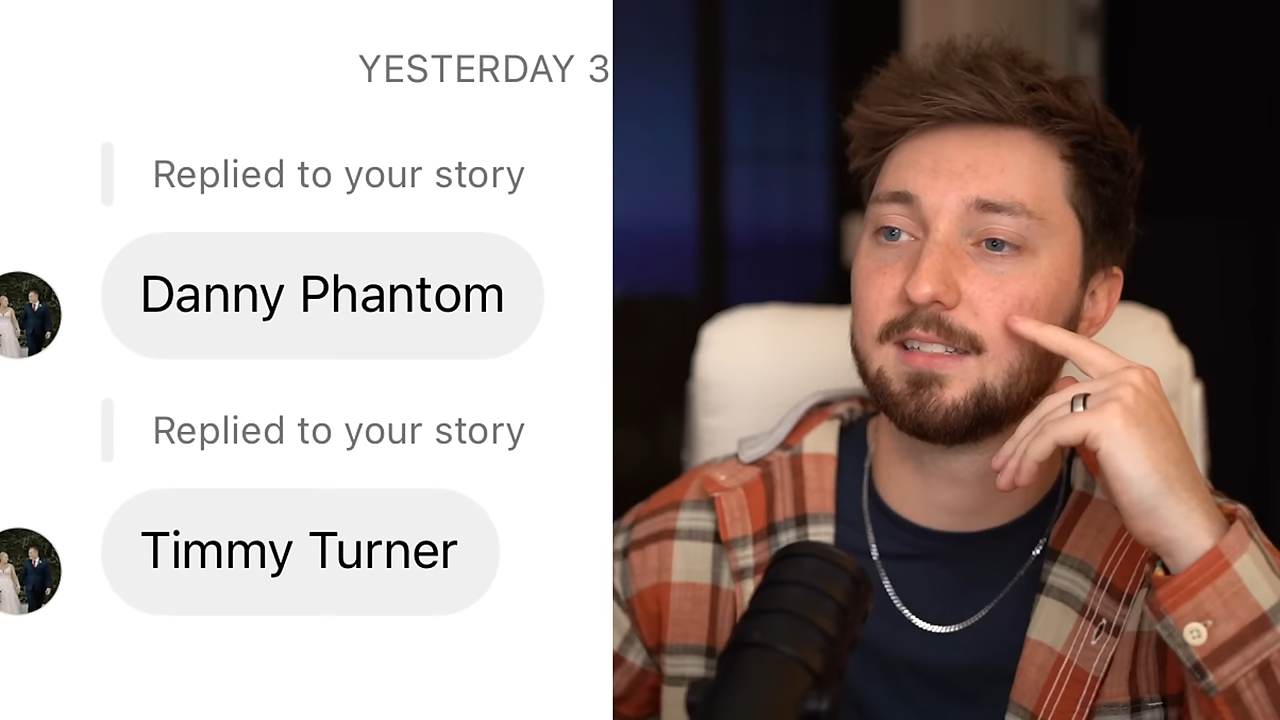 YESTERDAY 3
Replied to your story
Danny Phantom
Replied to your story
Timmy Turner